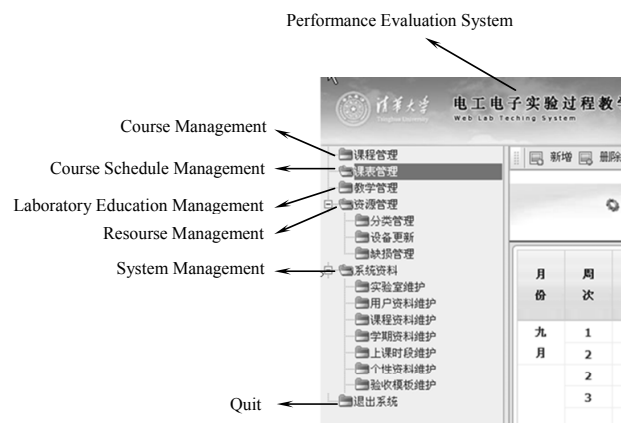 Performance Evaluation System
清华大学
Tsinghua University
电工电子实验过程教学
Web Lab Teching System
Course Management
课程管理
新增 删除
Course Schedule Management
课表管理
Laboratory Education Management
教学管理
Resourse Management
资源管理
分类管理
设备更新
缺损管理
System Management
系统资料
实验室维护
用户资料维护
课程资料维护
学期资料维护
上课时段维护
个性资料维护
验收模板维护
Quit
退出系统
月份 周次
九月 1
2
2
3